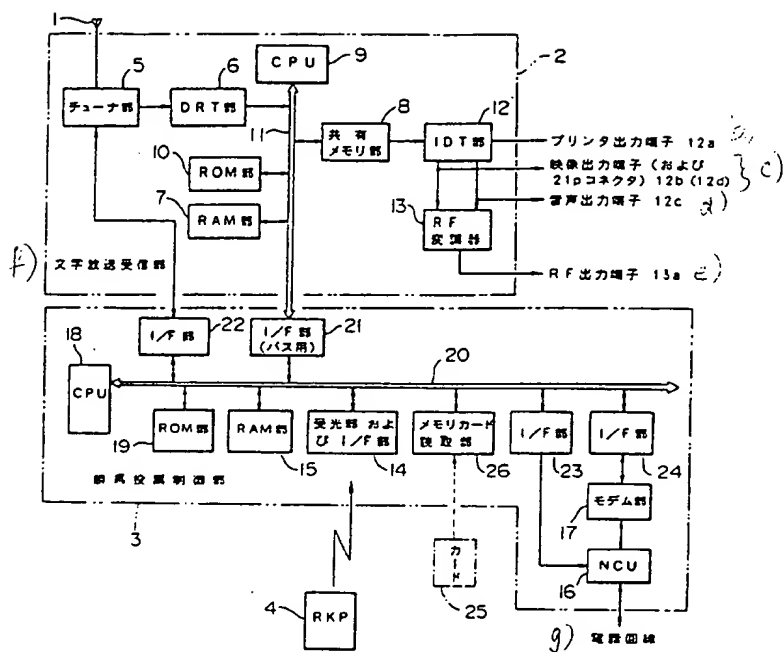 1
2
5
6
CPU
9
チューナ部
DRT部
8
12
11
共有
メモリ部
IDT部
プリンタ出力端子 12a
10
ROM部
映像出力端子 (および
21pコネクタ) 12b (12d)
c)
7
RAM部
13
RF
変調器
音声出力端子 12c
d)
f)
文字放送受信部
RF出力端子 13a
e)
I/F部
22
I/F部
(バス用)
21
18
CPU
20
ROM部
19
RAM部
15
受光部 およ
び I/F部
14
メモリカード
読取部
26
I/F部
23
I/F部
24
勝馬投票制御部
モデム部
17
3
カード
25
NCU
16
4
RKP
g)
電話回線